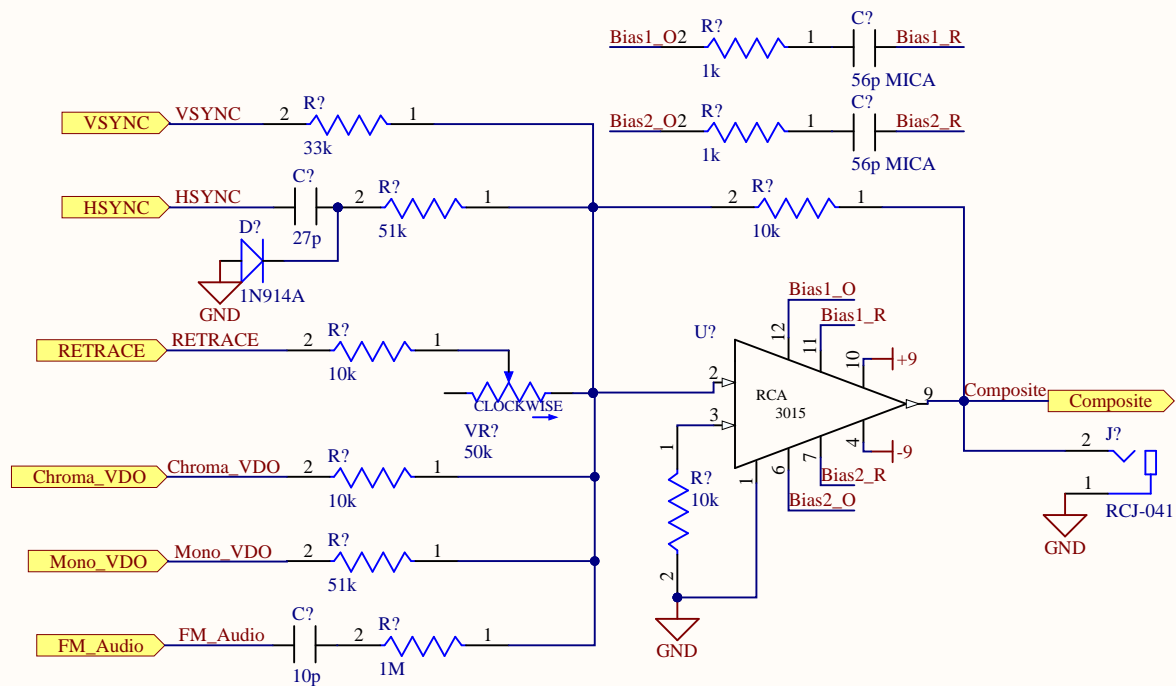 Bias1_O 2 R? 1 C? Bias1_R
1k 56p MICA
Bias2_O 2 R? 1 C? Bias2_R
1k 56p MICA
VSYNC VSYNC 2 R? 1
33k
HSYNC HSYNC C? 2 R? 1
27p 51k
D?
1N914A
GND
2 R? 1
10k
RETRACE RETRACE 2 R? 1
10k
CLOCKWISE
VR?
50k
Chroma_VDO Chroma_VDO 2 R? 1
10k
Mono_VDO Mono_VDO 2 R? 1
51k
FM_Audio FM_Audio C? 2 R? 1
10p 1M
U?
RCA
3015
Bias1_O
12
Bias1_R
11
10 +9
2
3
9 Composite Composite
4 -9
7
Bias2_R
6
Bias2_O
1
1 R? 2
10k
GND
2 J?
1
RCJ-041
GND